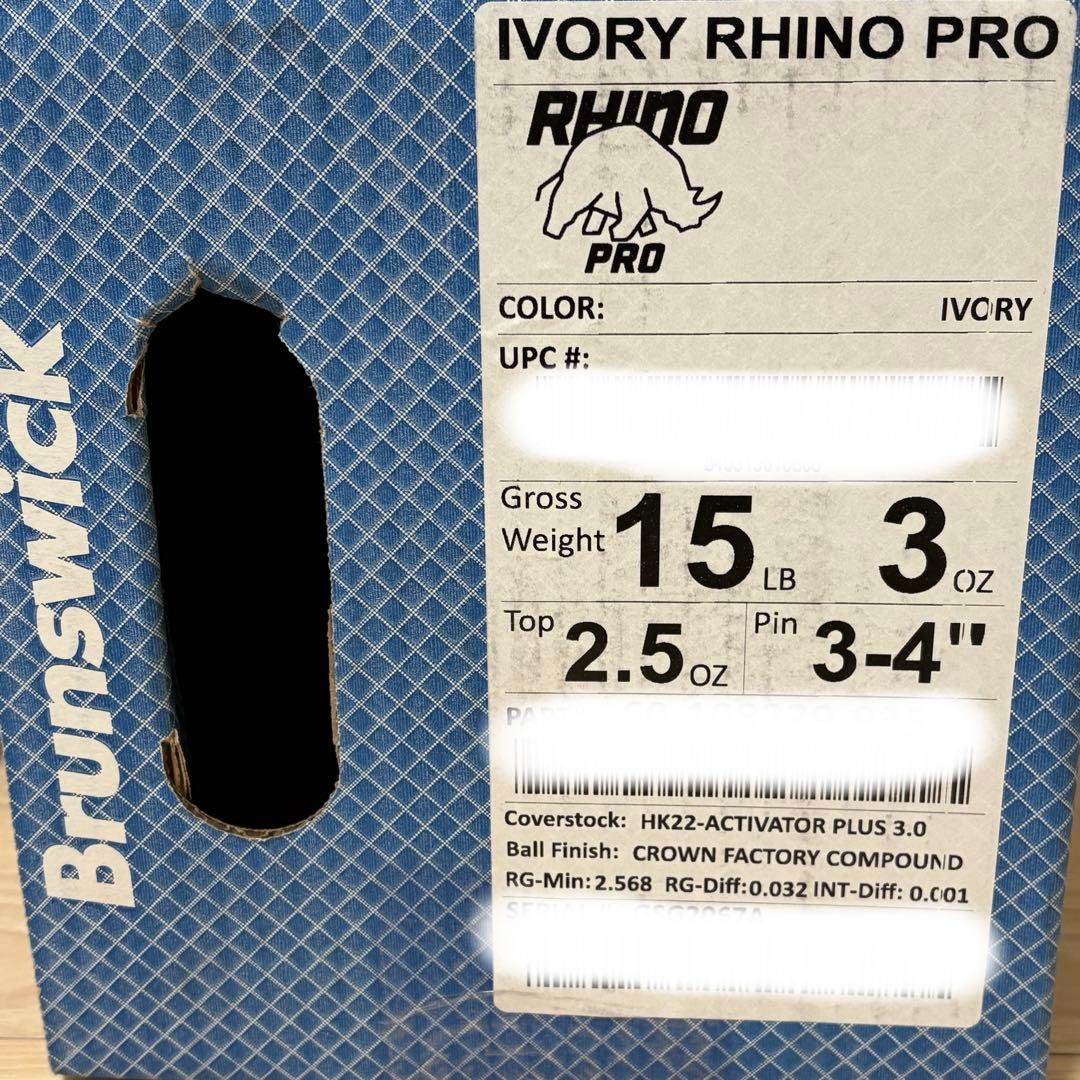 Brunswick
IVORY RHINO PRO
RHINO
PRO
COLOR: IVORY
UPC #:
Gross
Weight 15 LB 3 OZ
Top 2.5 OZ Pin 3-4"
Coverstock: HK22-ACTIVATOR PLUS 3.0
Ball Finish: CROWN FACTORY COMPOUND
RG-Min: 2.568 RG-Diff: 0.032 INT-Diff: 0.001